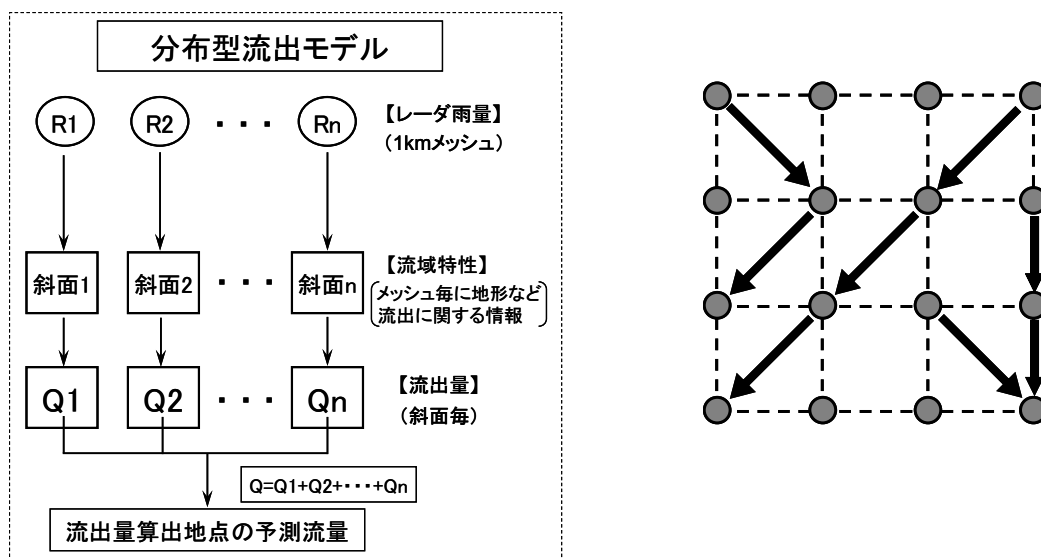 分布型流出モデル
R1 R2 ・・・ Rn
【レーダ雨量】
(1kmメッシュ)
斜面1 斜面2 ・・・ 斜面n
【流域特性】
メッシュ毎に地形など
流出に関する情報
Q1 Q2 ・・・ Qn
【流出量】
(斜面毎)
Q=Q1+Q2+・・・+Qn
流出量算出地点の予測流量